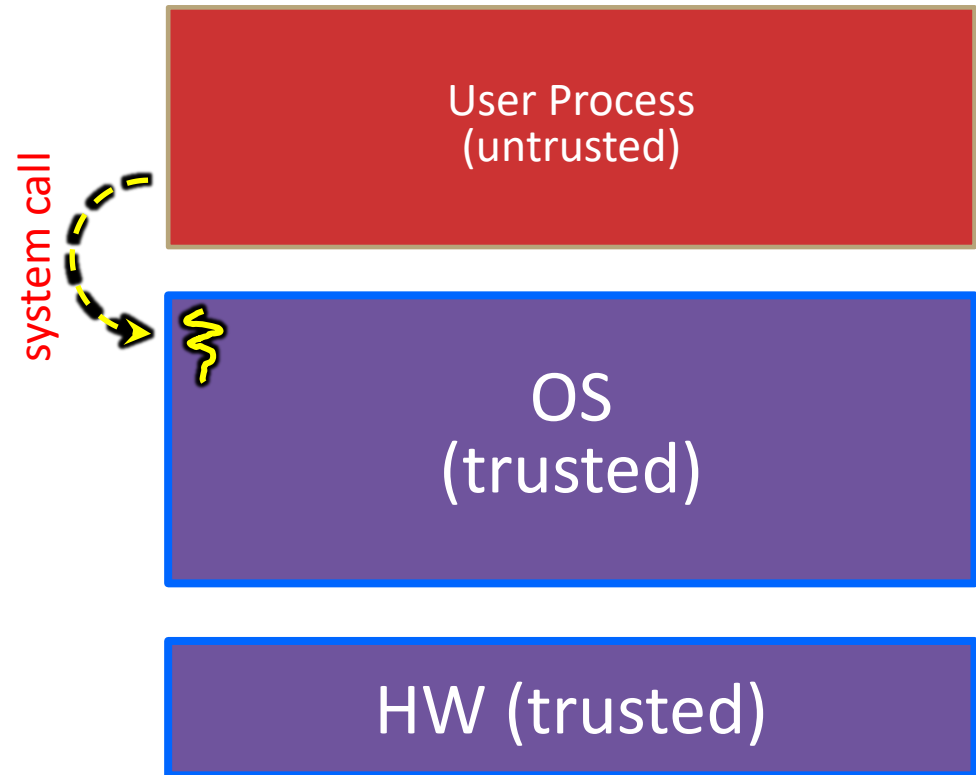 User Process
(untrusted)
system call
OS
(trusted)
HW (trusted)